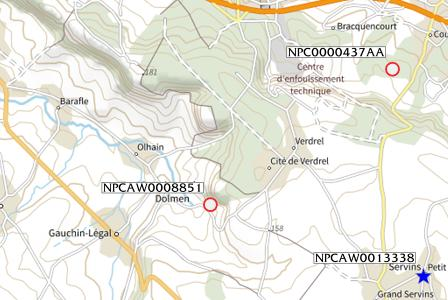 Bracquencourt
NPC0000437AA
Centre
d'enfouissement
technique
181
Barafle
Olhain
Verdrel
Cité de Verdrel
NPCAW0008851
Dolmen
158
Gauchin-Légal
NPCAW0013338
Servins
Petit
Grand Servins